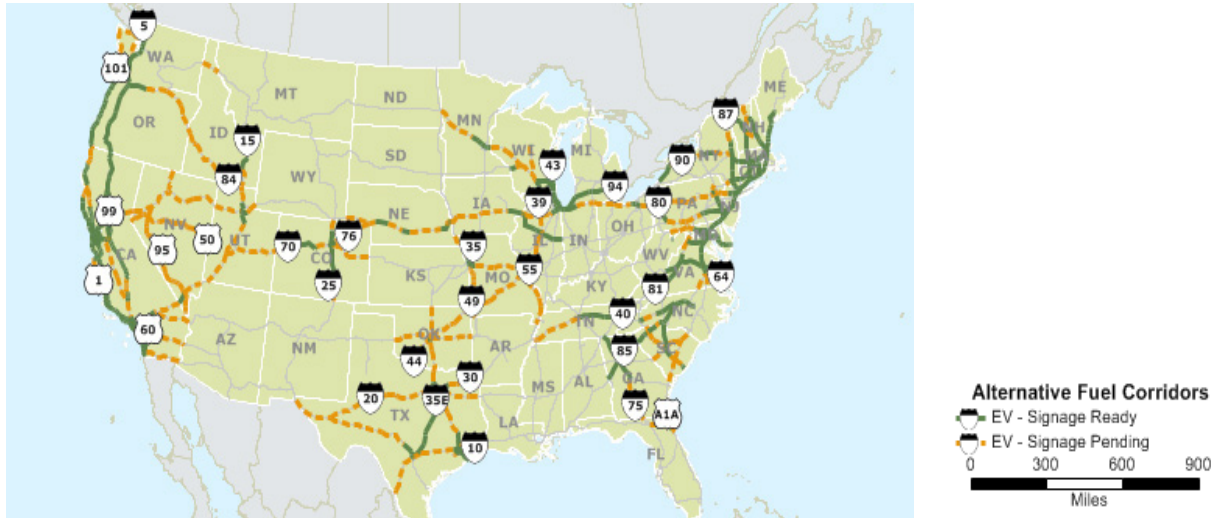 5
WA
101
MT
ND
ME
OR
ID
MN
87
NH
15
SD
WI
43
MI
90
NY
MA
WY
84
94
39
80
PA
NJ
99
NV
50
UT
NE
IA
76
70
CO
35
IL
IN
OH
95
CA
WV
1
25
KS
MO
55
VA
64
KY
81
49
60
40
NC
TN
AZ
NM
OK
AR
44
85
SC
30
MS
AL
GA
20
TX
35E
75
A1A
LA
10
FL
Alternative Fuel Corridors
EV - Signage Ready
EV - Signage Pending
0 300 600 900
Miles